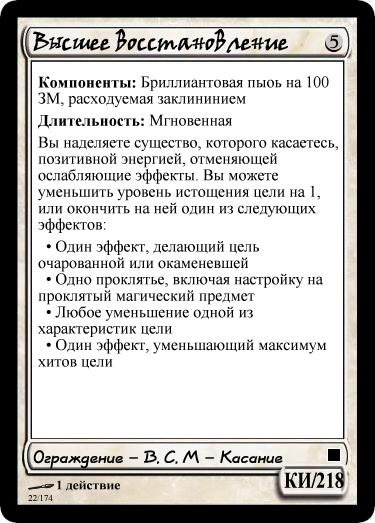 Высшее восстановление 5
Компоненты: Бриллиантовая пыоь на 100
ЗМ, расходуемая заклининием
Длительность: Мгновенная
Вы наделяете существо, которого касаетесь,
позитивной энергией, отменяющей
ослабляющие эффекты. Вы можете
уменьшить уровень истощения цели на 1,
или окончить на ней один из следующих
эффектов:
• Один эффект, делающий цель
очарованной или окаменевшей
• Одно проклятье, включая настройку на
проклятый магический предмет
• Любое уменьшение одной из
характеристик цели
• Один эффект, уменьшающий максимум
хитов цели
Ограждение – В, С, М – Касание
1 действие
КИ/218
22/174